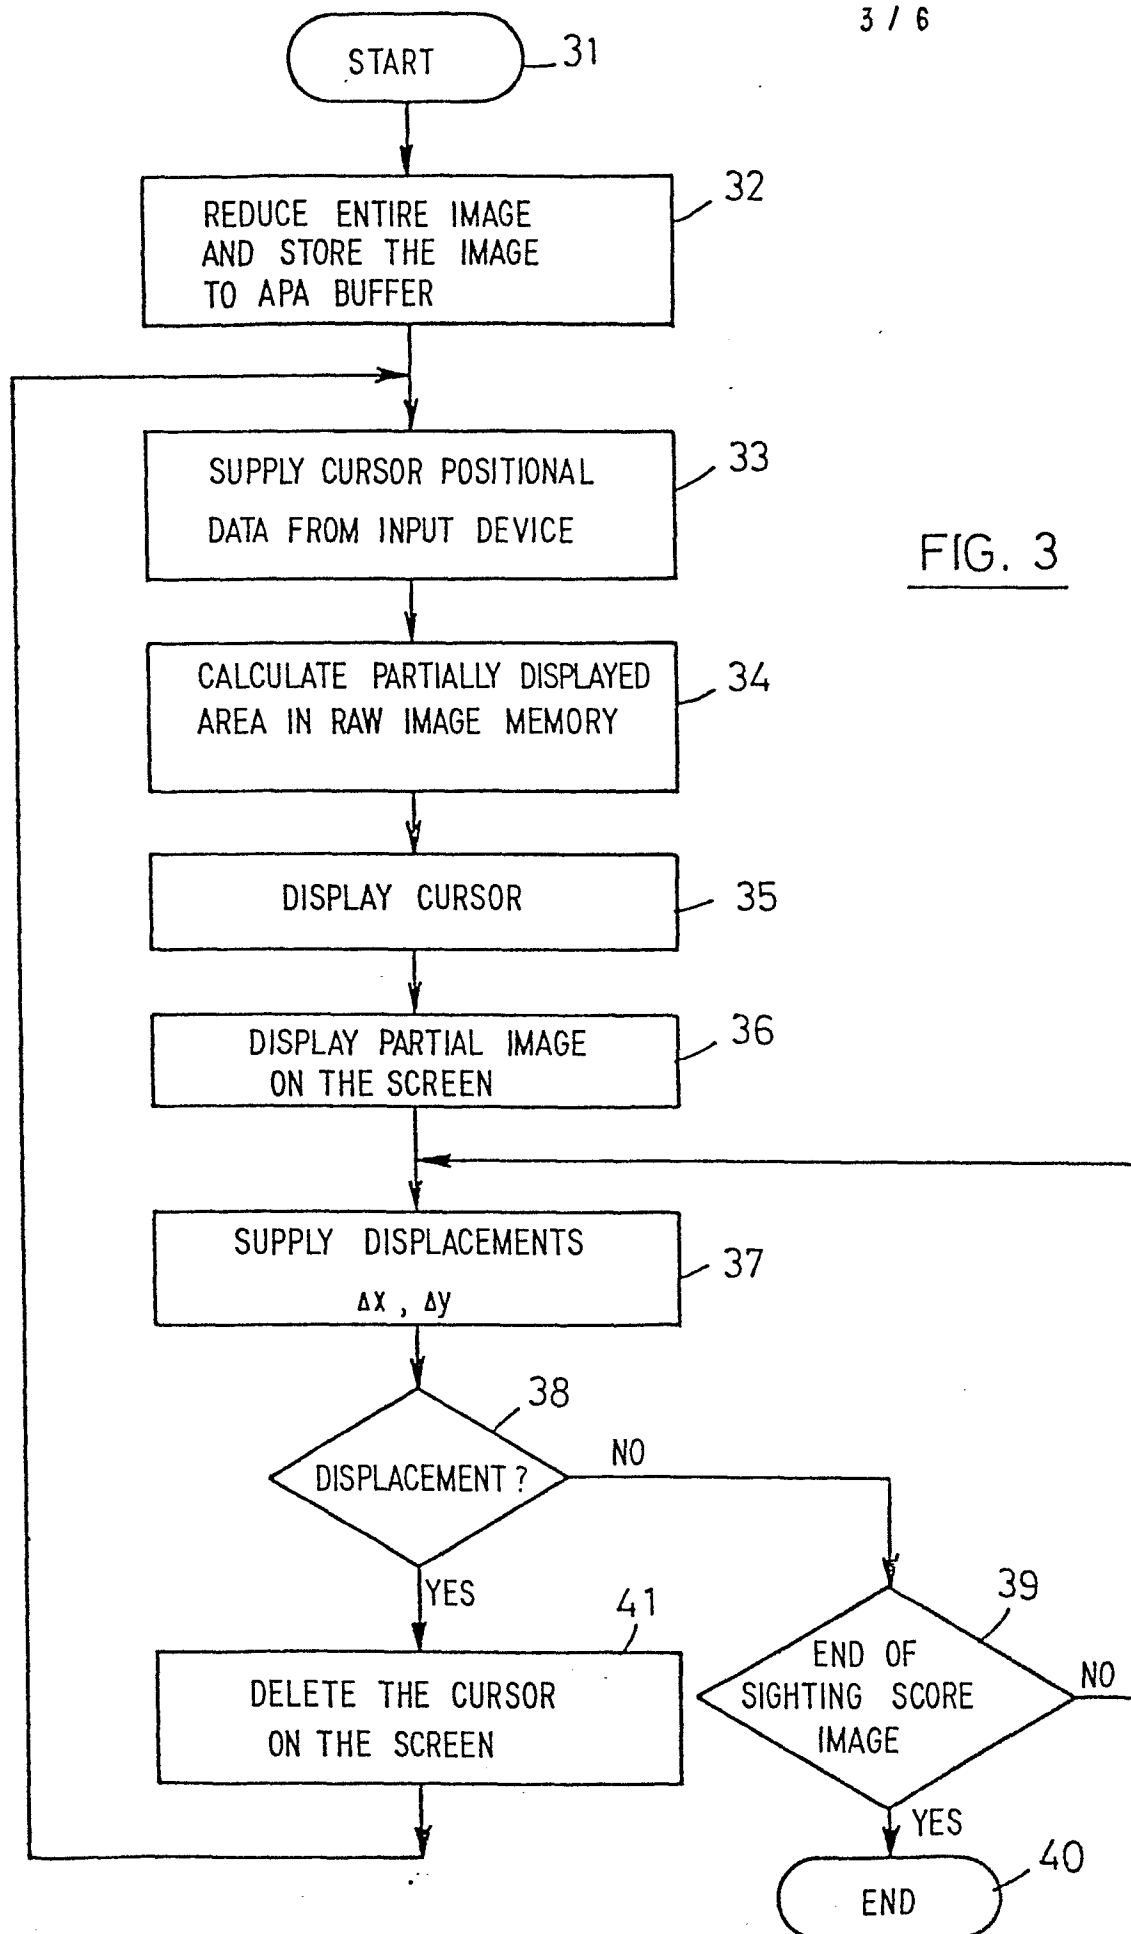 3 / 6
START
31
32
REDUCE ENTIRE IMAGE
AND STORE THE IMAGE
TO APA BUFFER
33
SUPPLY CURSOR POSITIONAL
DATA FROM INPUT DEVICE
FIG. 3
34
CALCULATE PARTIALLY DISPLAYED
AREA IN RAW IMAGE MEMORY
35
DISPLAY CURSOR
36
DISPLAY PARTIAL IMAGE
ON THE SCREEN
37
SUPPLY DISPLACEMENTS
Δx , Δy
38
DISPLACEMENT ?
NO
YES
39
END OF
SIGHTING SCORE
IMAGE
NO
41
DELETE THE CURSOR
ON THE SCREEN
YES
40
END